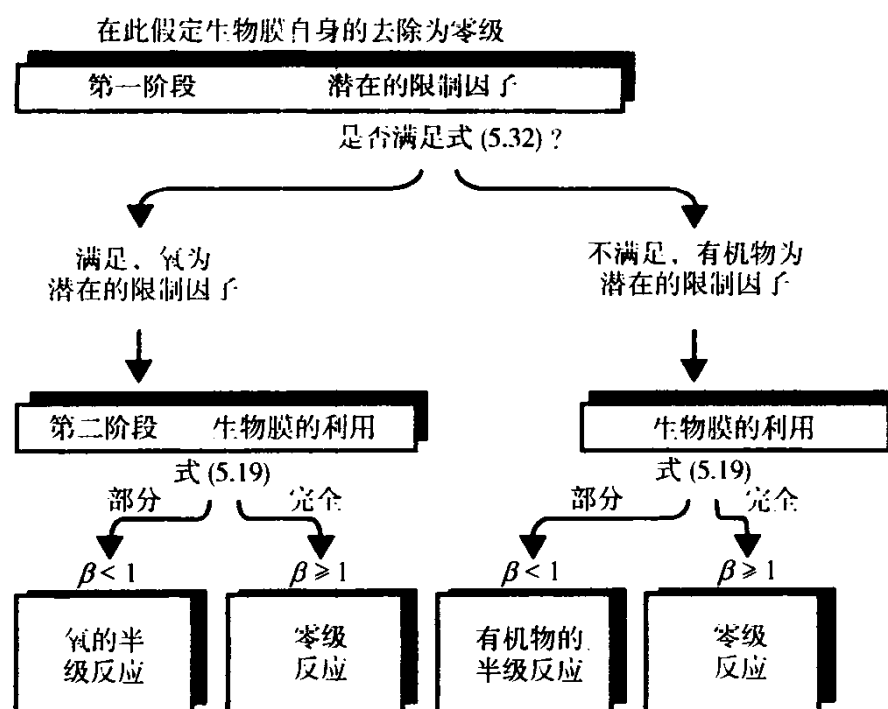 在此假定生物膜自身的去除为零级
第一阶段 潜在的限制因子
是否满足式 (5.32)?
满足、氧为
潜在的限制因子
不满足，有机物为
潜在的限制因子
第二阶段 生物膜的利用
生物膜的利用
式 (5.19)
部分 完全
式 (5.19)
部分 完全
β < 1
β ⩾ 1
β < 1
β ⩾ 1
氧的半
级反应
零级
反应
有机物的
半级反应
零级
反应